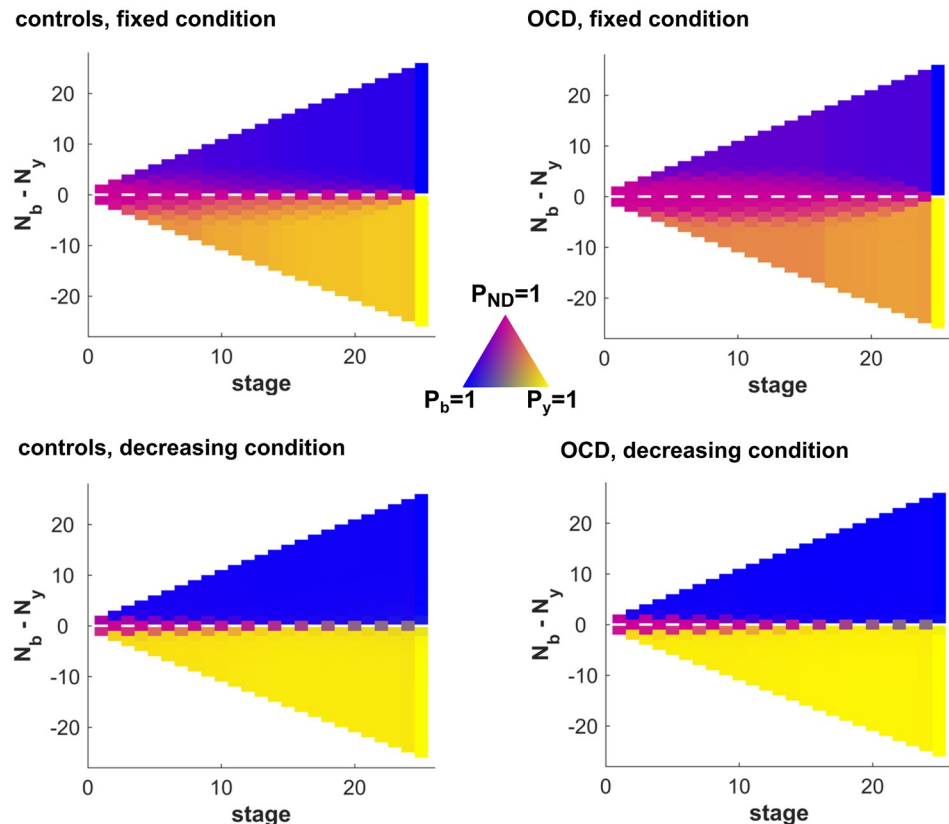 controls, fixed condition
OCD, fixed condition
N_b - N_y
20
10
0
-10
-20
0
10
20
stage
N_b - N_y
20
10
0
-10
-20
0
10
20
stage
P_ND=1
P_b=1
P_y=1
controls, decreasing condition
OCD, decreasing condition
N_b - N_y
20
10
0
-10
-20
0
10
20
stage
N_b - N_y
20
10
0
-10
-20
0
10
20
stage